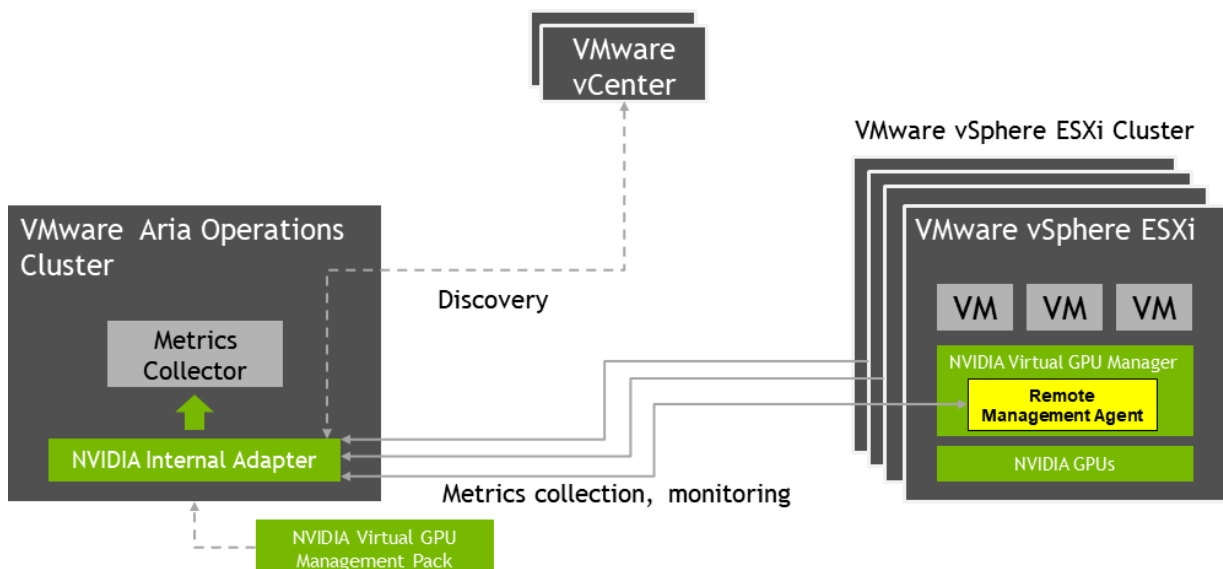 VMware
vCenter
VMware vSphere ESXi Cluster
VMware Aria Operations
Cluster
VMware vSphere ESXi
Discovery
VM VM VM
Metrics
Collector
NVIDIA Virtual GPU Manager
Remote
Management Agent
NVIDIA Internal Adapter
NVIDIA GPUs
Metrics collection, monitoring
NVIDIA Virtual GPU
Management Pack